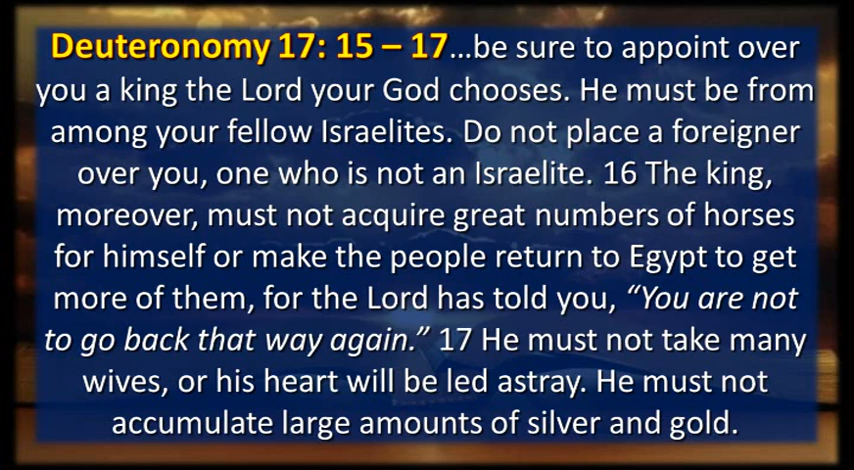 Deuteronomy 17: 15 – 17…be sure to appoint over
you a king the Lord your God chooses. He must be from
among your fellow Israelites. Do not place a foreigner
over you, one who is not an Israelite. 16 The king,
moreover, must not acquire great numbers of horses
for himself or make the people return to Egypt to get
more of them, for the Lord has told you, “You are not
to go back that way again.” 17 He must not take many
wives, or his heart will be led astray. He must not
accumulate large amounts of silver and gold.